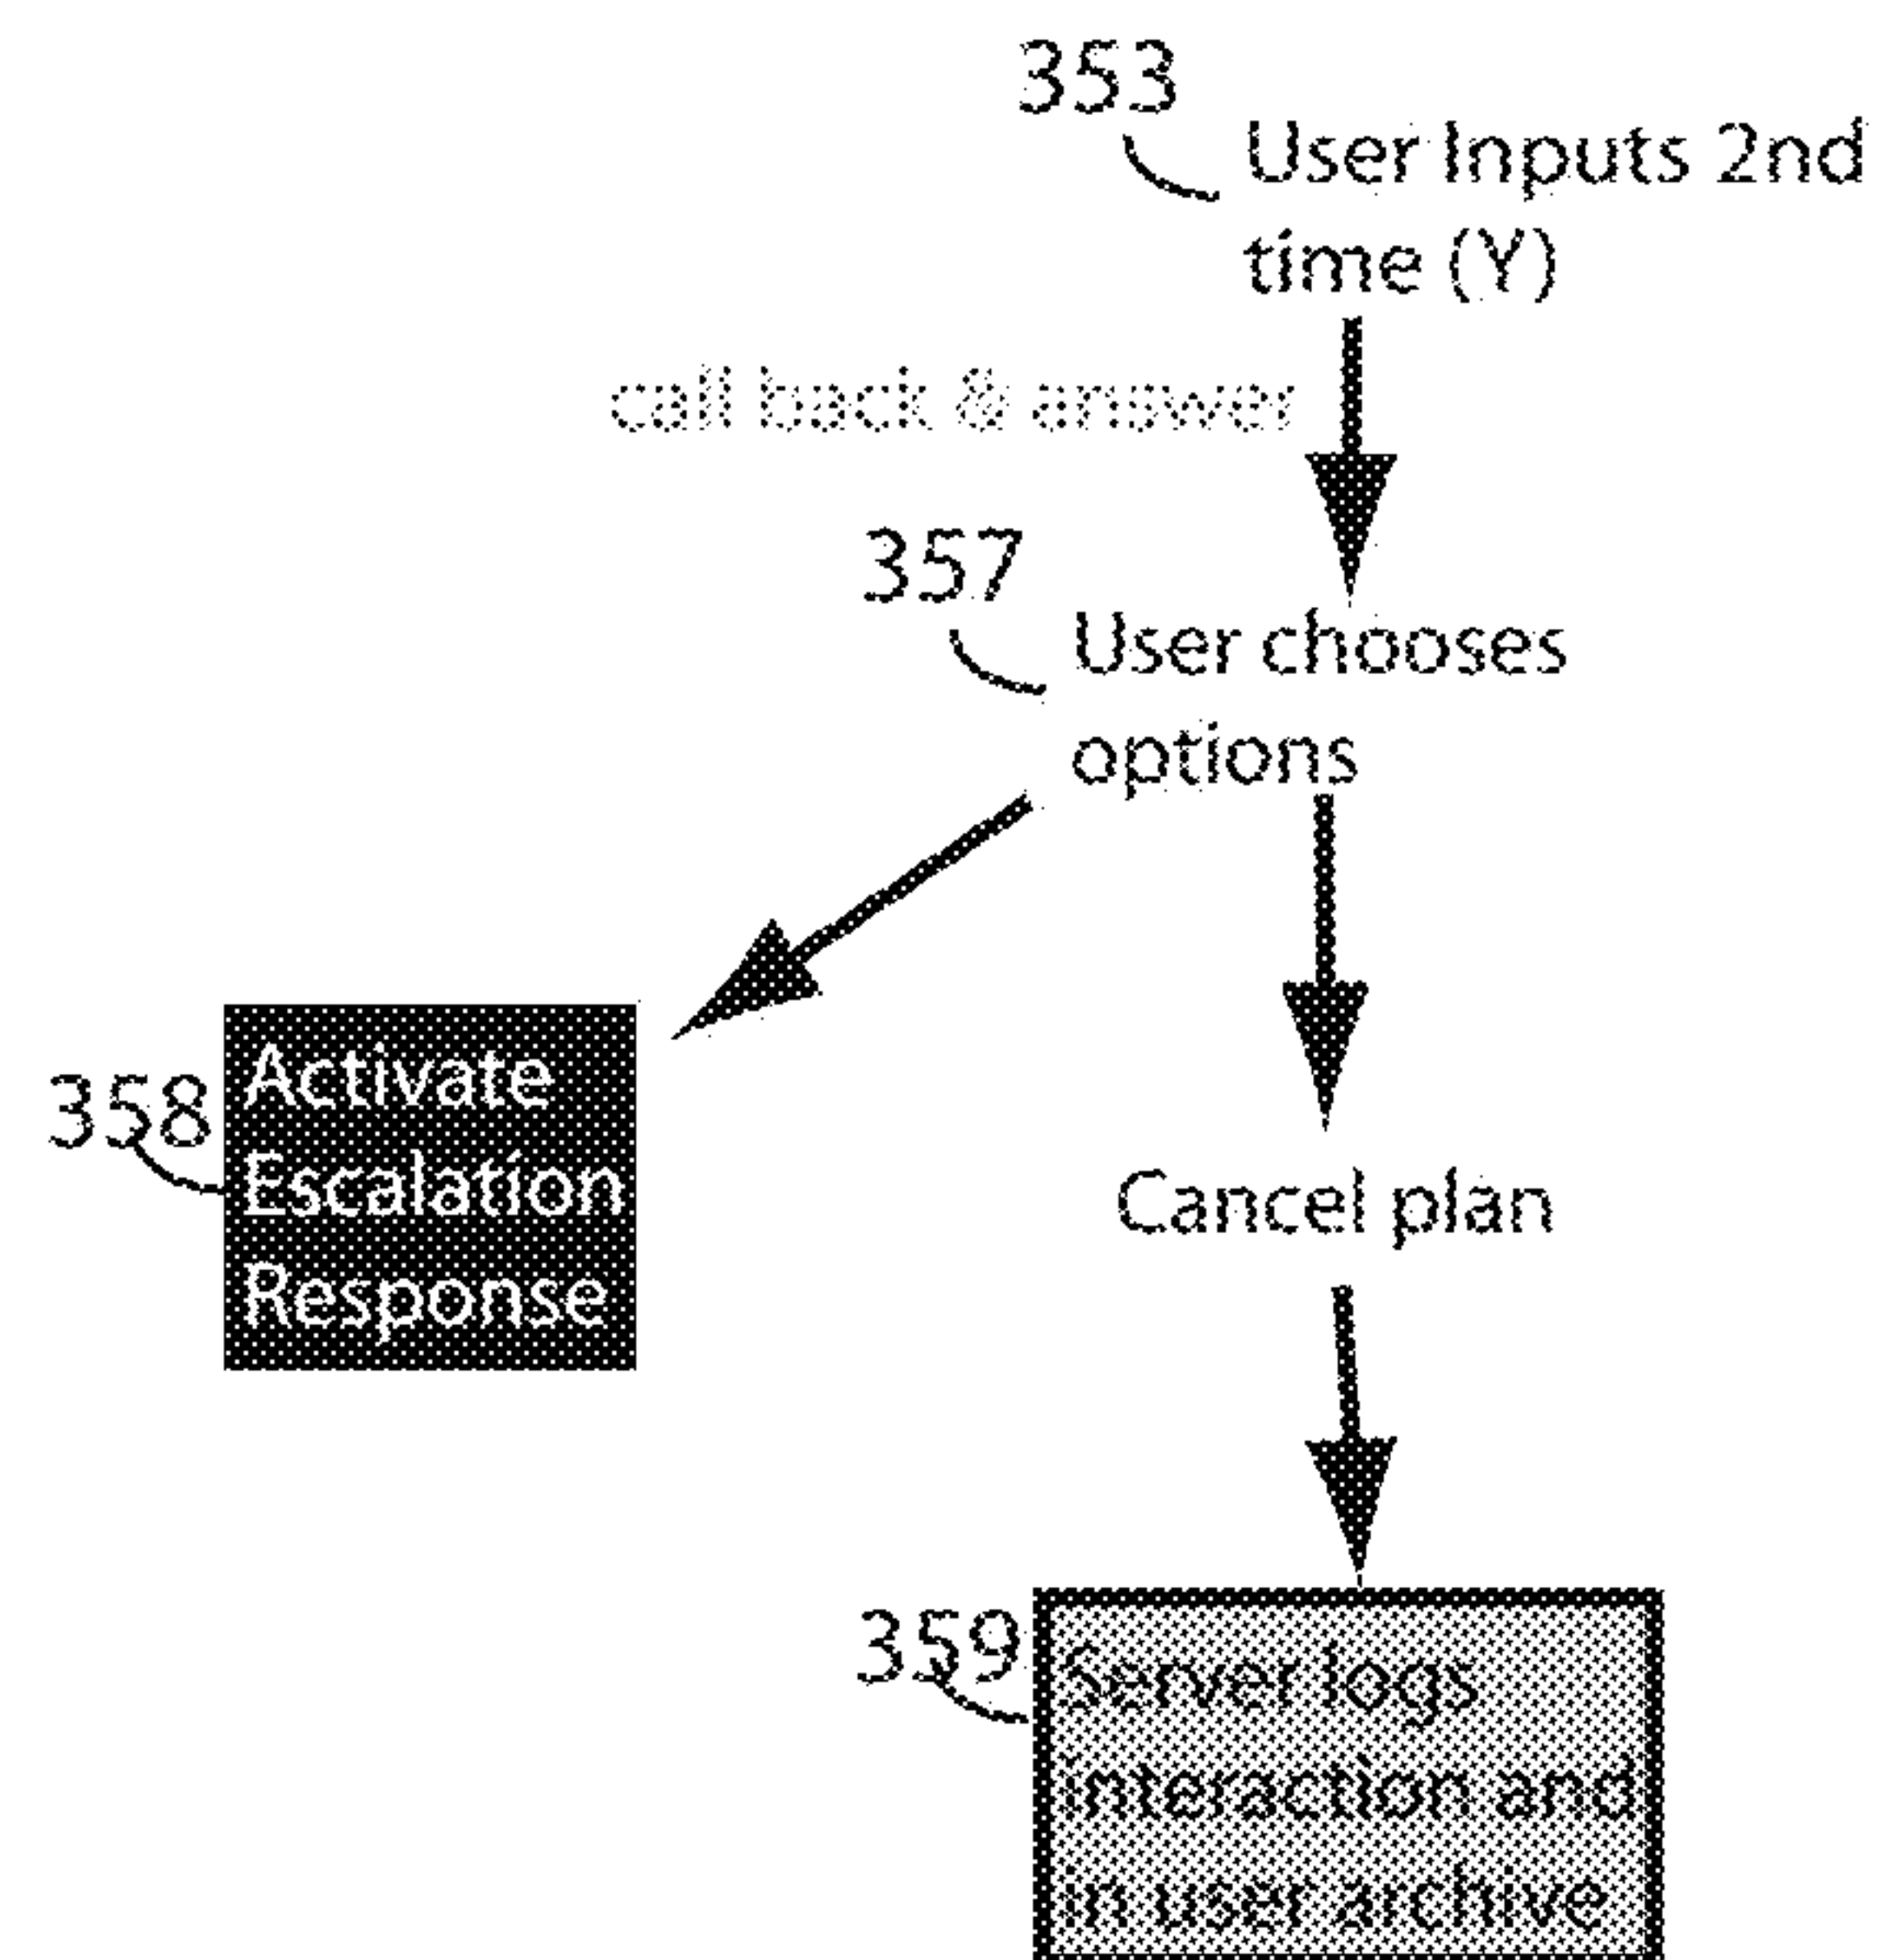 353
User Inputs 2nd
time (Y)
call back & answer
357
User chooses
options
358
Activate
Escalation
Response
Cancel plan
359
Server logs
interaction and
in user archive